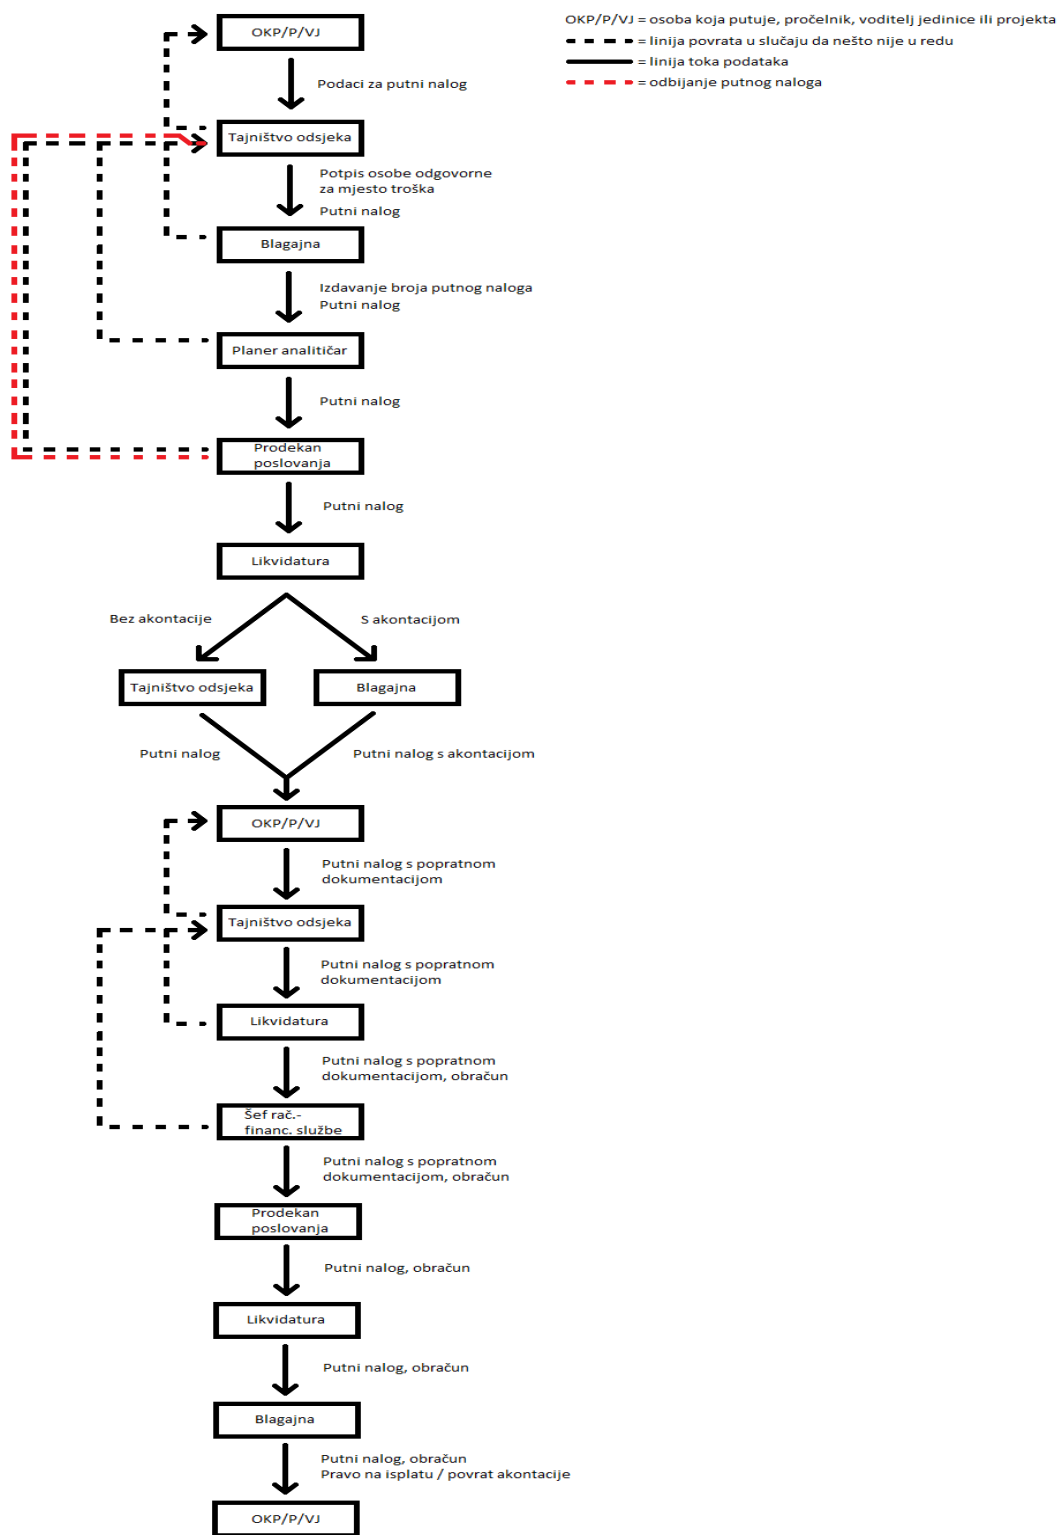 OKP/P/VJ = osoba koja putuje, pročelnik, voditelj jedinice ili projekta
= linija povrata u slučaju da nešto nije u redu
= linija toka podataka
= odbijanje putnog naloga
OKP/P/VJ
Podaci za putni nalog
Tajništvo odsjeka
Potpis osobe odgovorne
za mjesto troška
Putni nalog
Blagajna
Izdavanje broja putnog naloga
Putni nalog
Planer analitičar
Putni nalog
Prodekan
poslovanja
Putni nalog
Likvidatura
Bez akontacije
S akontacijom
Tajništvo odsjeka
Blagajna
Putni nalog
Putni nalog s akontacijom
OKP/P/VJ
Putni nalog s popratnom
dokumentacijom
Tajništvo odsjeka
Putni nalog s popratnom
dokumentacijom
Likvidatura
Putni nalog s popratnom
dokumentacijom, obračun
Šef rač.-
financ. službe
Putni nalog s popratnom
dokumentacijom, obračun
Prodekan
poslovanja
Putni nalog, obračun
Likvidatura
Putni nalog, obračun
Blagajna
Putni nalog, obračun
Pravo na isplatu / povrat akontacije
OKP/P/VJ